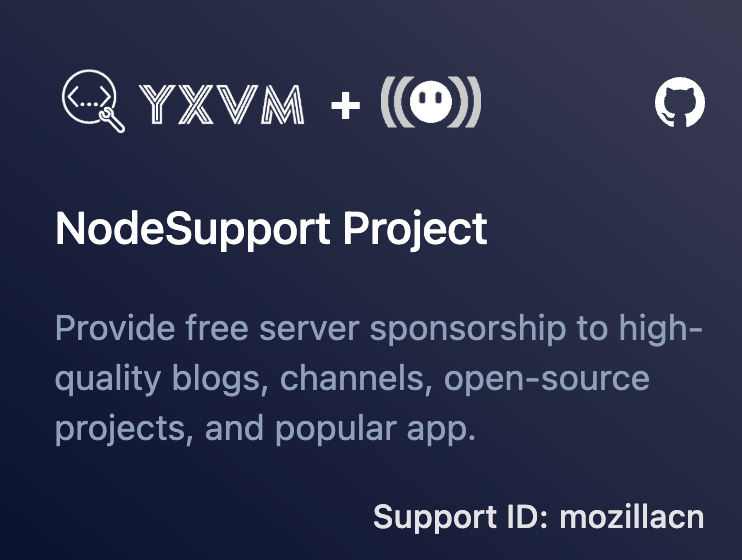 <...>
YXVM +
NodeSupport Project
Provide free server sponsorship to high-
quality blogs, channels, open-source
projects, and popular app.
Support ID: mozillacn